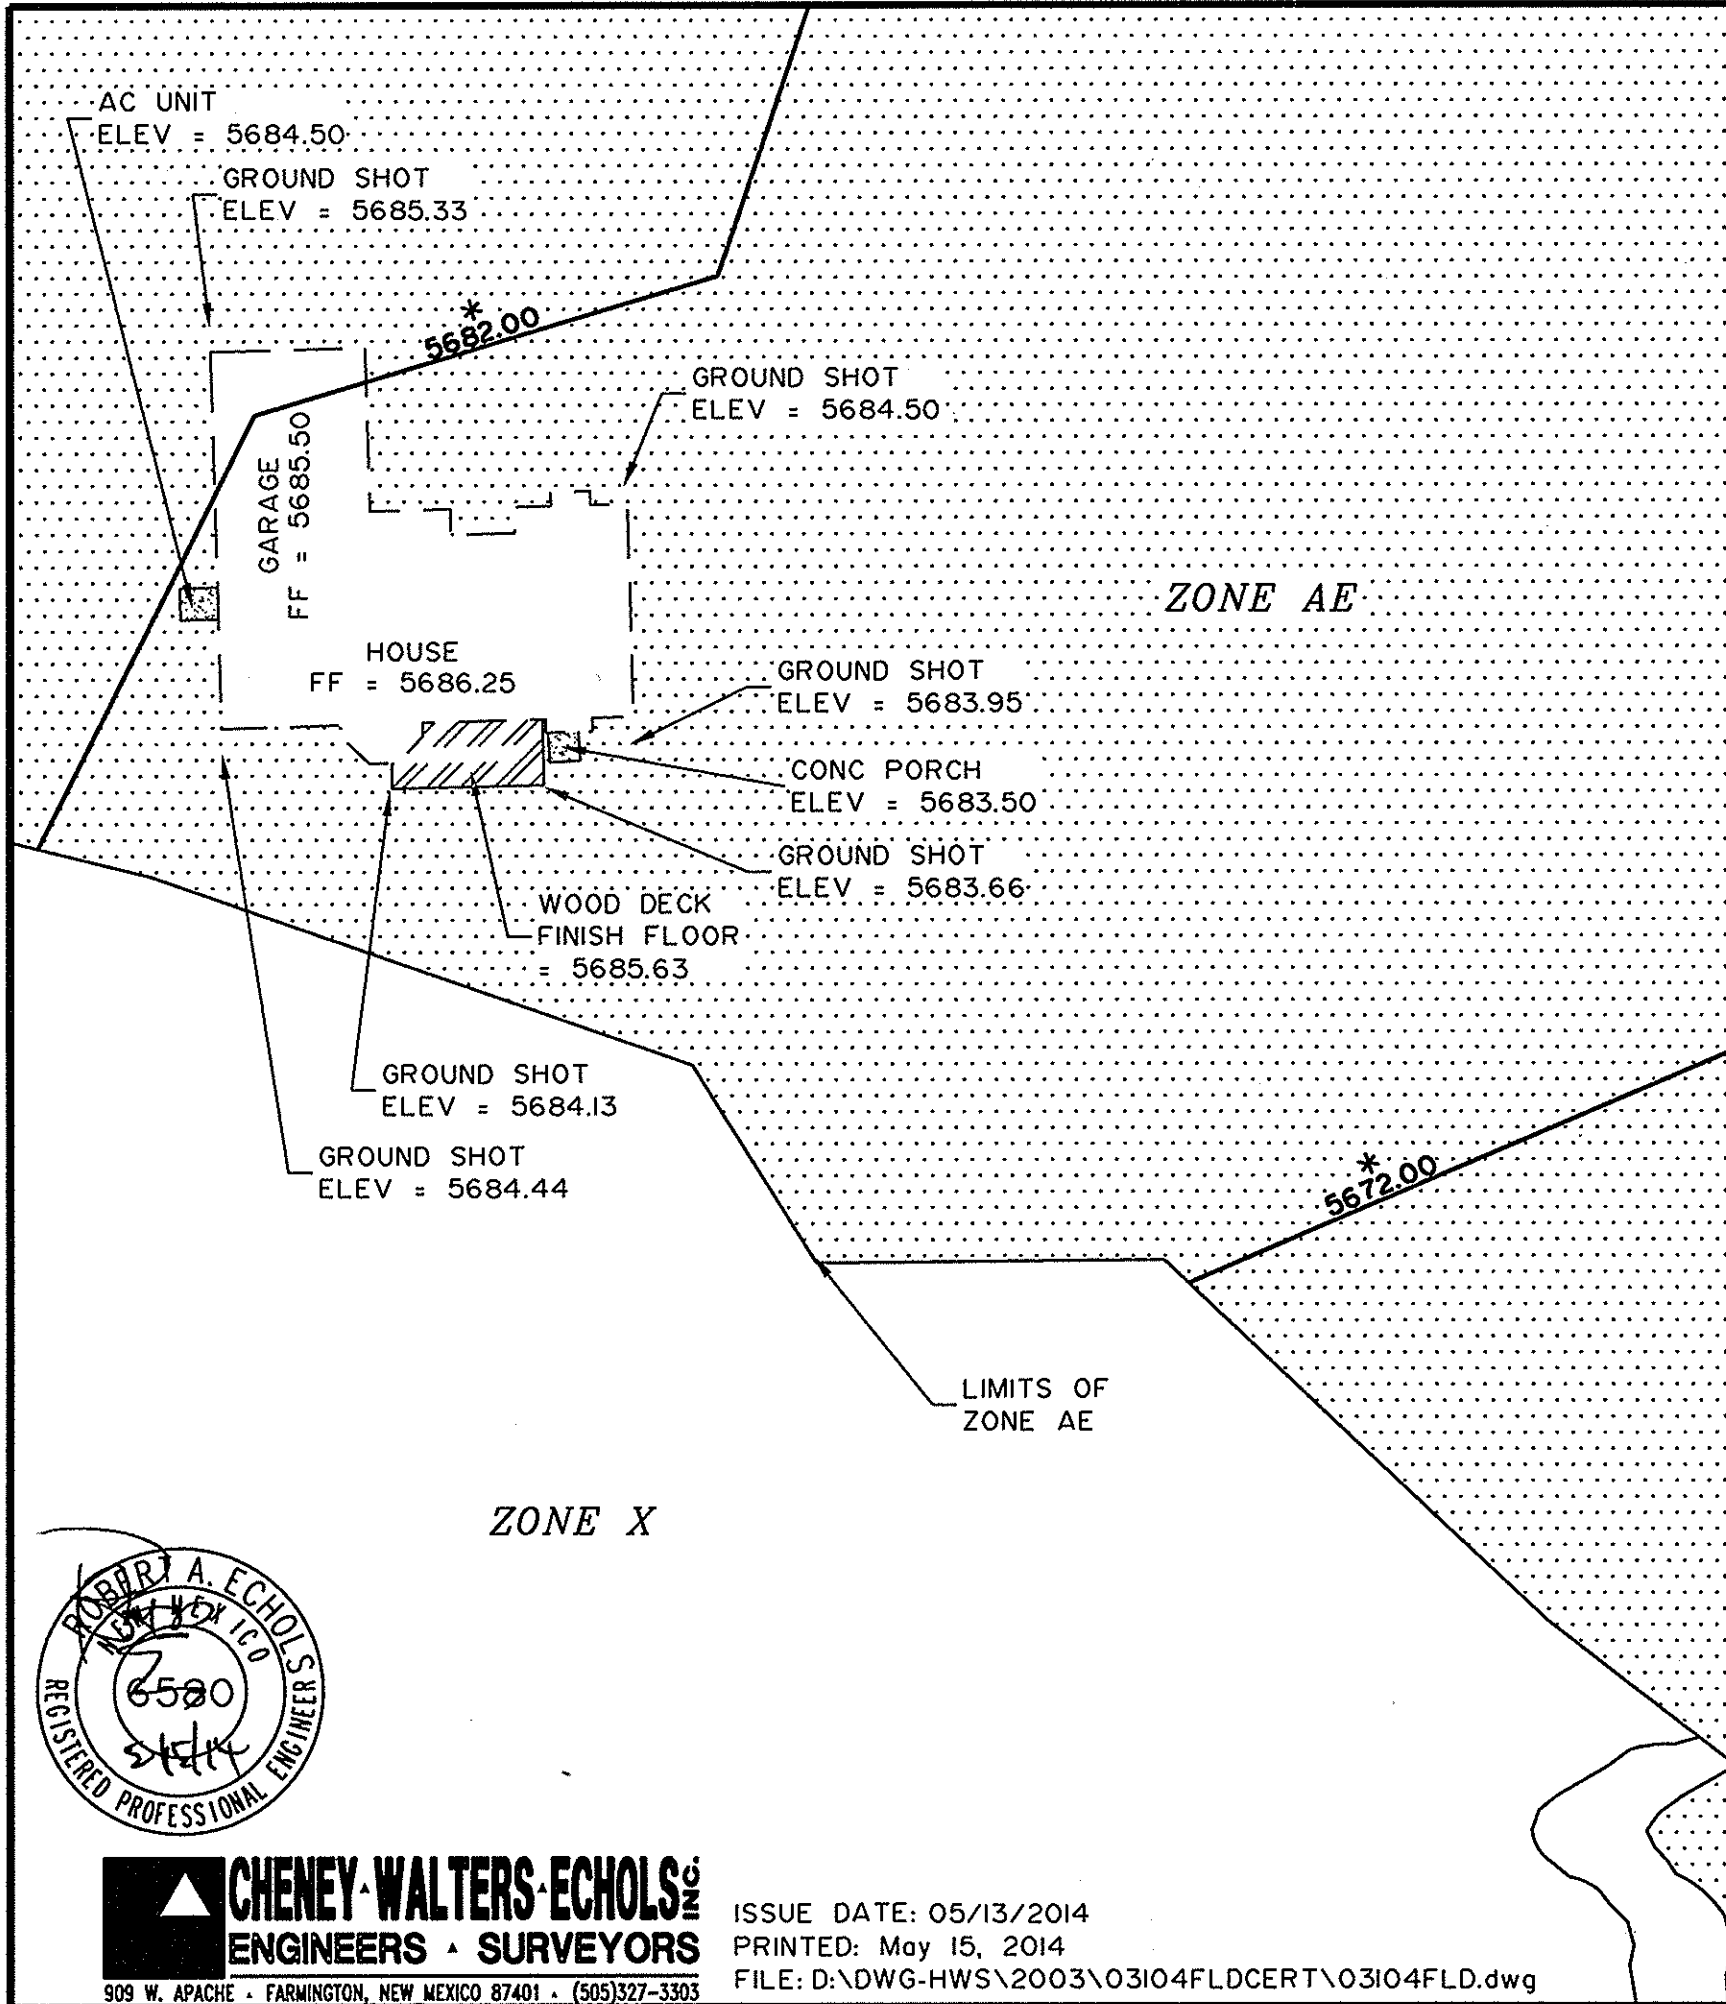 AC UNIT
ELEV = 5684.50
GROUND SHOT
ELEV = 5685.33
*
5682.00
GROUND SHOT
ELEV = 5684.50
GARAGE
FF = 5685.50
ZONE AE
HOUSE
FF = 5686.25
GROUND SHOT
ELEV = 5683.95
CONC PORCH
ELEV = 5683.50
GROUND SHOT
ELEV = 5683.66
WOOD DECK
FINISH FLOOR
= 5685.63
GROUND SHOT
ELEV = 5684.13
GROUND SHOT
ELEV = 5684.44
*
5672.00
LIMITS OF
ZONE AE
ZONE X
ROBERT A. ECHOLS
NEW MEXICO
6580
5/15/14
REGISTERED PROFESSIONAL ENGINEER
CHENEY-WALTERS-ECHOLS INC.
ENGINEERS ▲ SURVEYORS
909 W. APACHE ▲ FARMINGTON, NEW MEXICO 87401 ▲ (505)327-3303
ISSUE DATE: 05/13/2014
PRINTED: May 15, 2014
FILE: D:\DWG-HWS\2003\03104FLDCERT\03104FLD.dwg